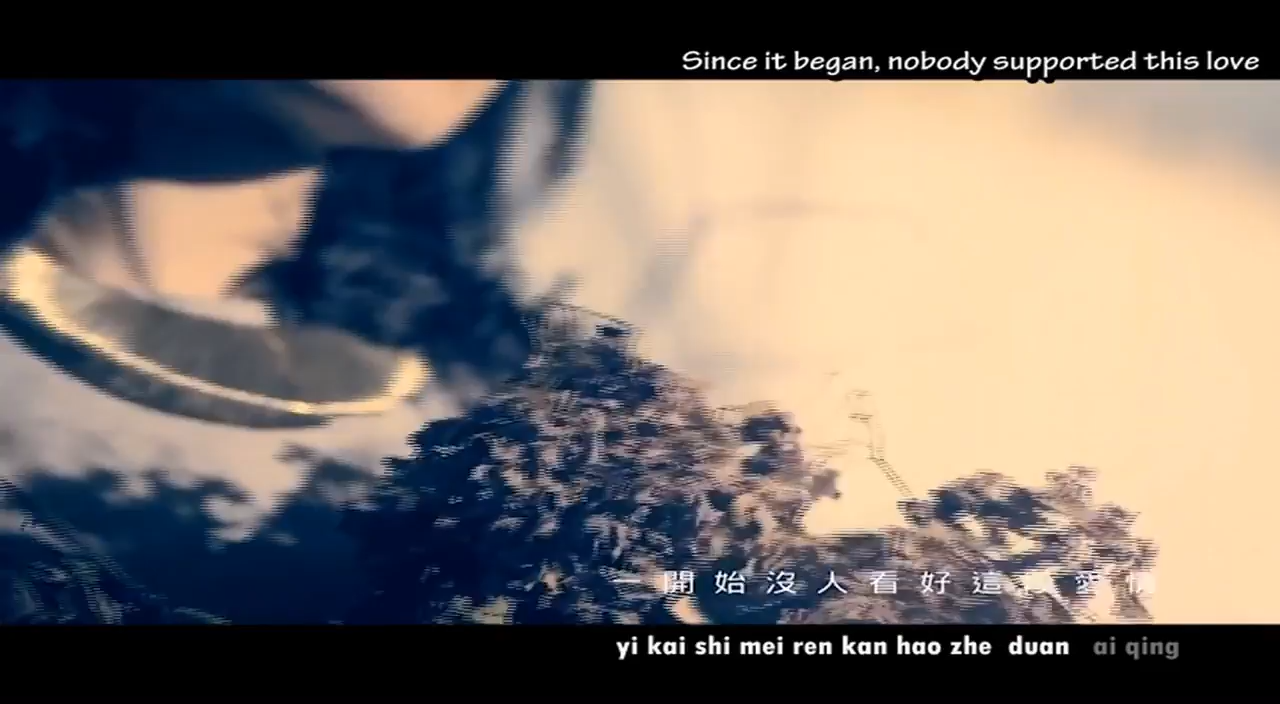 Since it began, nobody supported this love
一開始沒人看好這段愛情
yi kai shi mei ren kan hao zhe duan ai qing